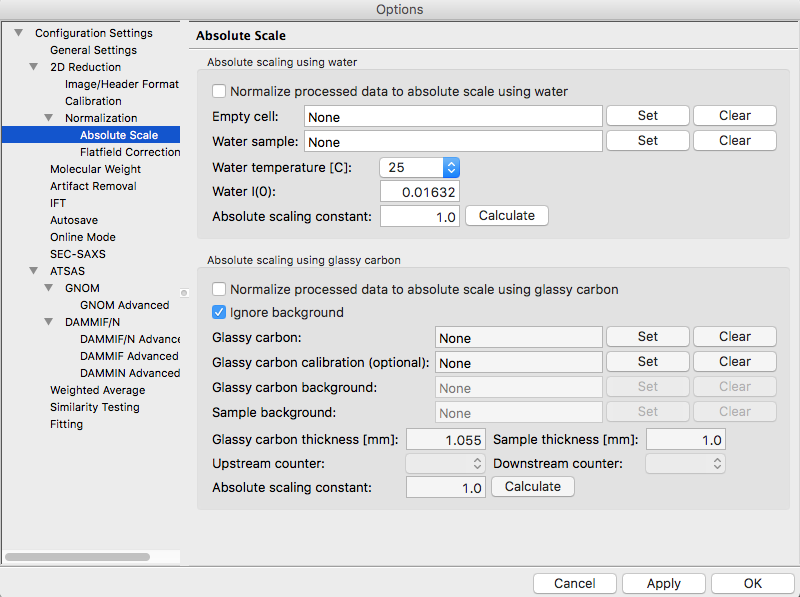 Options
Configuration Settings
General Settings
2D Reduction
Image/Header Format
Calibration
Normalization
Absolute Scale
Flatfield Correction
Molecular Weight
Artifact Removal
IFT
Autosave
Online Mode
SEC-SAXS
ATSAS
GNOM
GNOM Advanced
DAMMIF/N
DAMMIF/N Advance
DAMMIF Advanced
DAMMIN Advanced
Weighted Average
Similarity Testing
Fitting
Absolute Scale
Absolute scaling using water
Normalize processed data to absolute scale using water
Empty cell: None Set Clear
Water sample: None Set Clear
Water temperature [C]: 25
Water I(0): 0.01632
Absolute scaling constant: 1.0 Calculate
Absolute scaling using glassy carbon
Normalize processed data to absolute scale using glassy carbon
Ignore background
Glassy carbon: None Set Clear
Glassy carbon calibration (optional): None Set Clear
Glassy carbon background: None Set Clear
Sample background: None Set Clear
Glassy carbon thickness [mm]: 1.055 Sample thickness [mm]: 1.0
Upstream counter: Downstream counter:
Absolute scaling constant: 1.0 Calculate
Cancel Apply OK